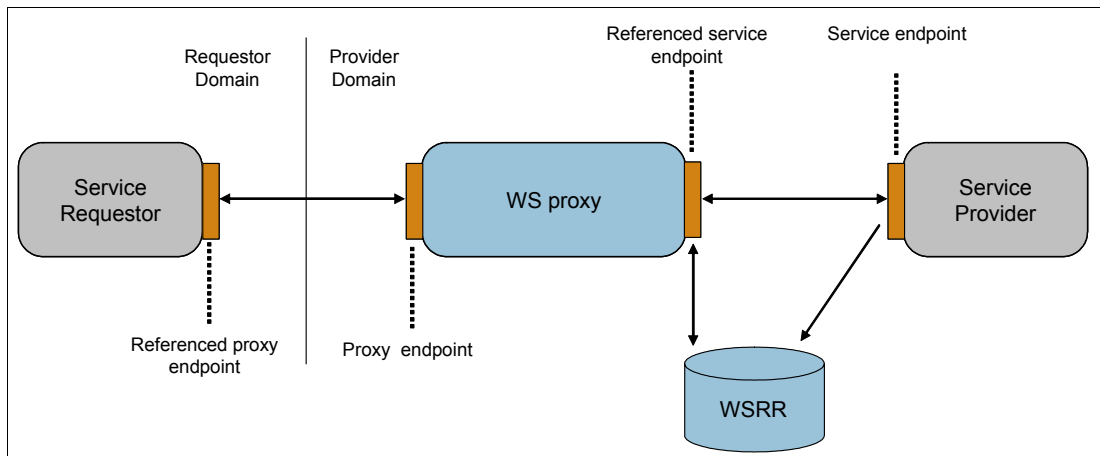 Requestor
Domain
Provider
Domain
Referenced service
endpoint
Service endpoint
Service
Requestor
WS proxy
Service
Provider
Referenced proxy
endpoint
Proxy endpoint
WSRR